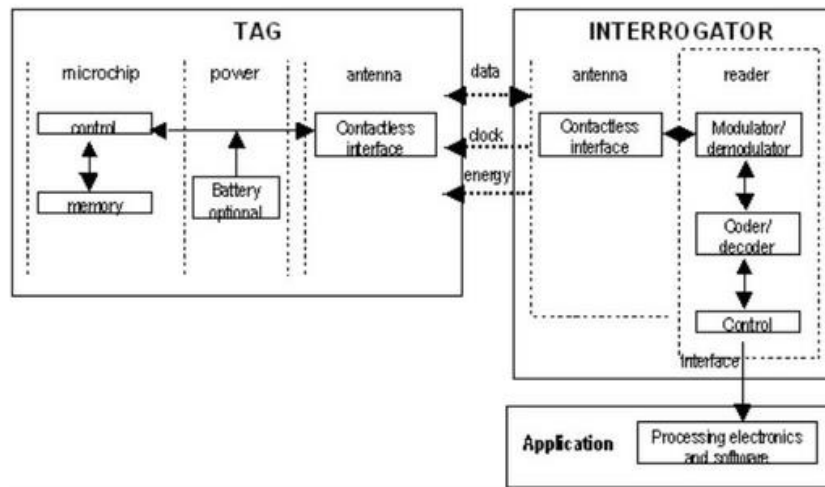 TAG
microchip
power
antenna
control
memory
Battery
optional
Contactless
interface
data
clock
energy
INTERROGATOR
antenna
reader
Contactless
interface
Modulator/
demodulator
Coder/
decoder
Control
Interface
Application
Processing electronics
and software